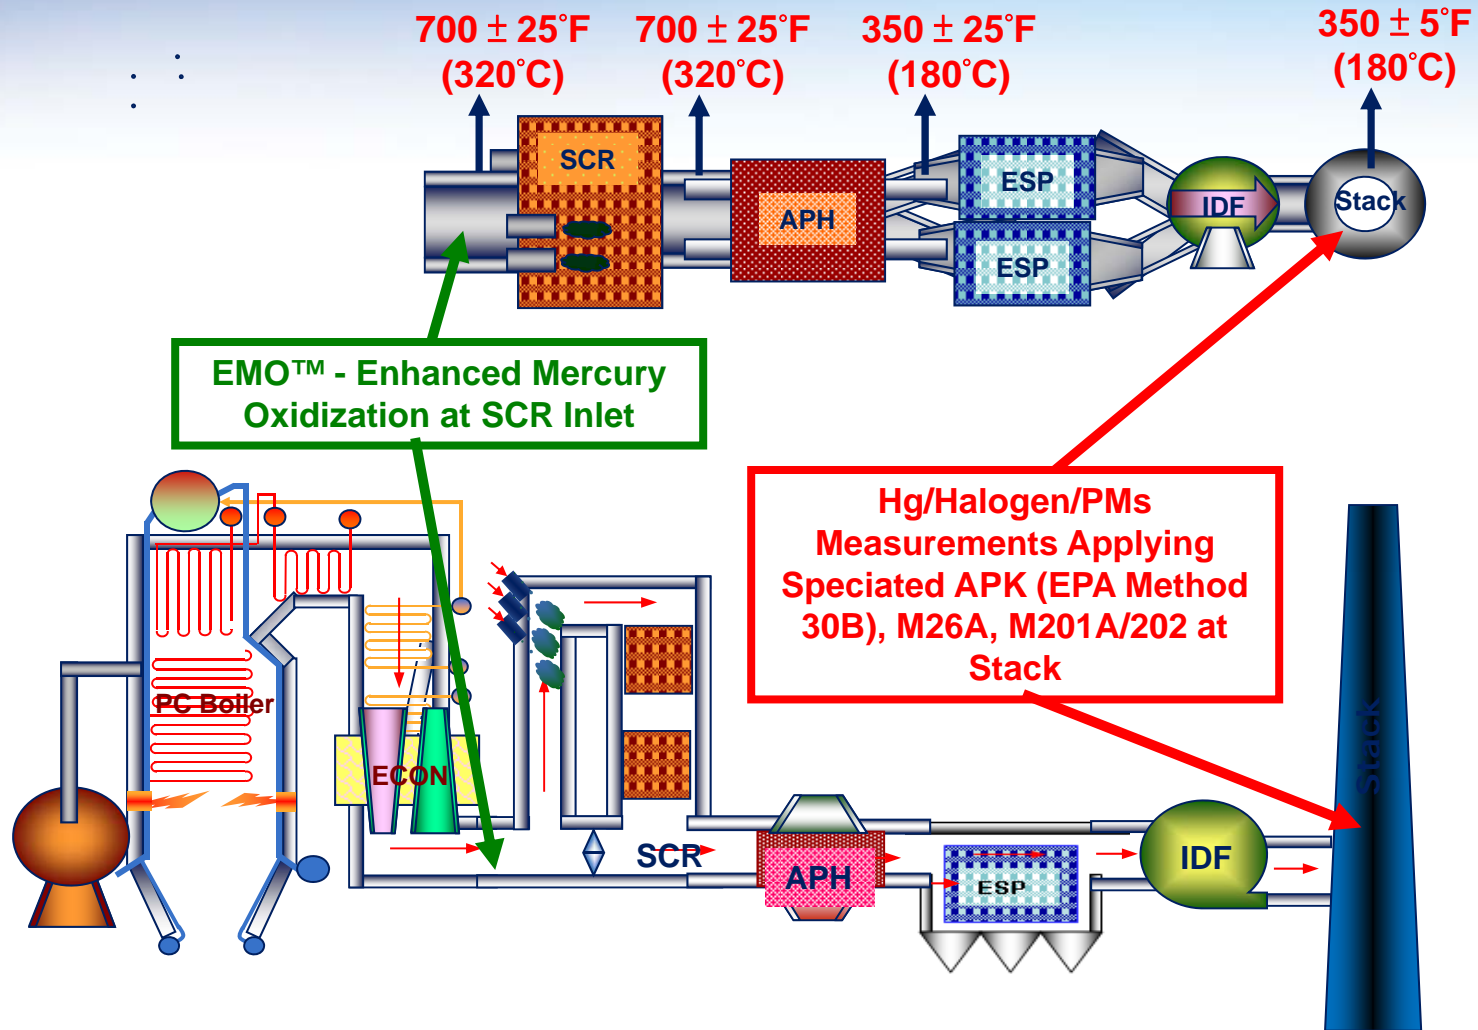 700 ± 25°F
(320°C)
700 ± 25°F
(320°C)
350 ± 25°F
(180°C)
350 ± 5°F
(180°C)
SCR
APH
ESP
ESP
IDF
Stack
EMO™ - Enhanced Mercury
Oxidization at SCR Inlet
Hg/Halogen/PMs
Measurements Applying
Speciated APK (EPA Method
30B), M26A, M201A/202 at
Stack
PC Boiler
ECON
SCR
APH
ESP
IDF
Stack